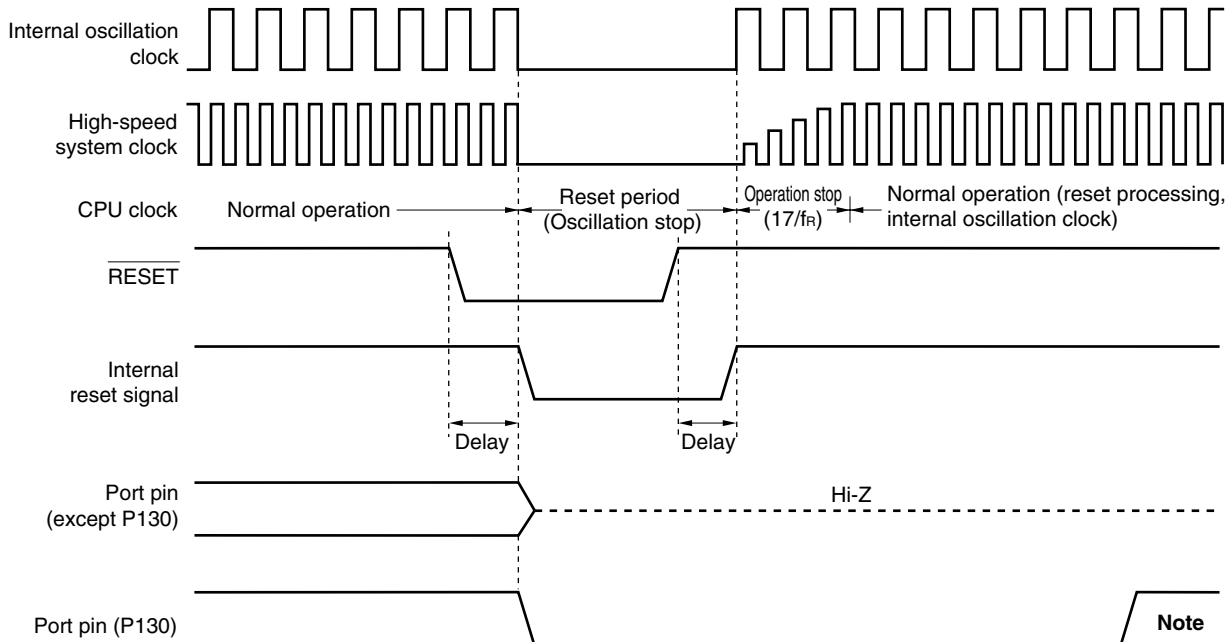 Internal oscillation
clock
High-speed
system clock
CPU clock
Normal operation
Reset period
(Oscillation stop)
Operation stop
(17/fR)
Normal operation (reset processing,
internal oscillation clock)
RESET
Internal
reset signal
Delay
Delay
Port pin
(except P130)
Hi-Z
Port pin (P130)
Note